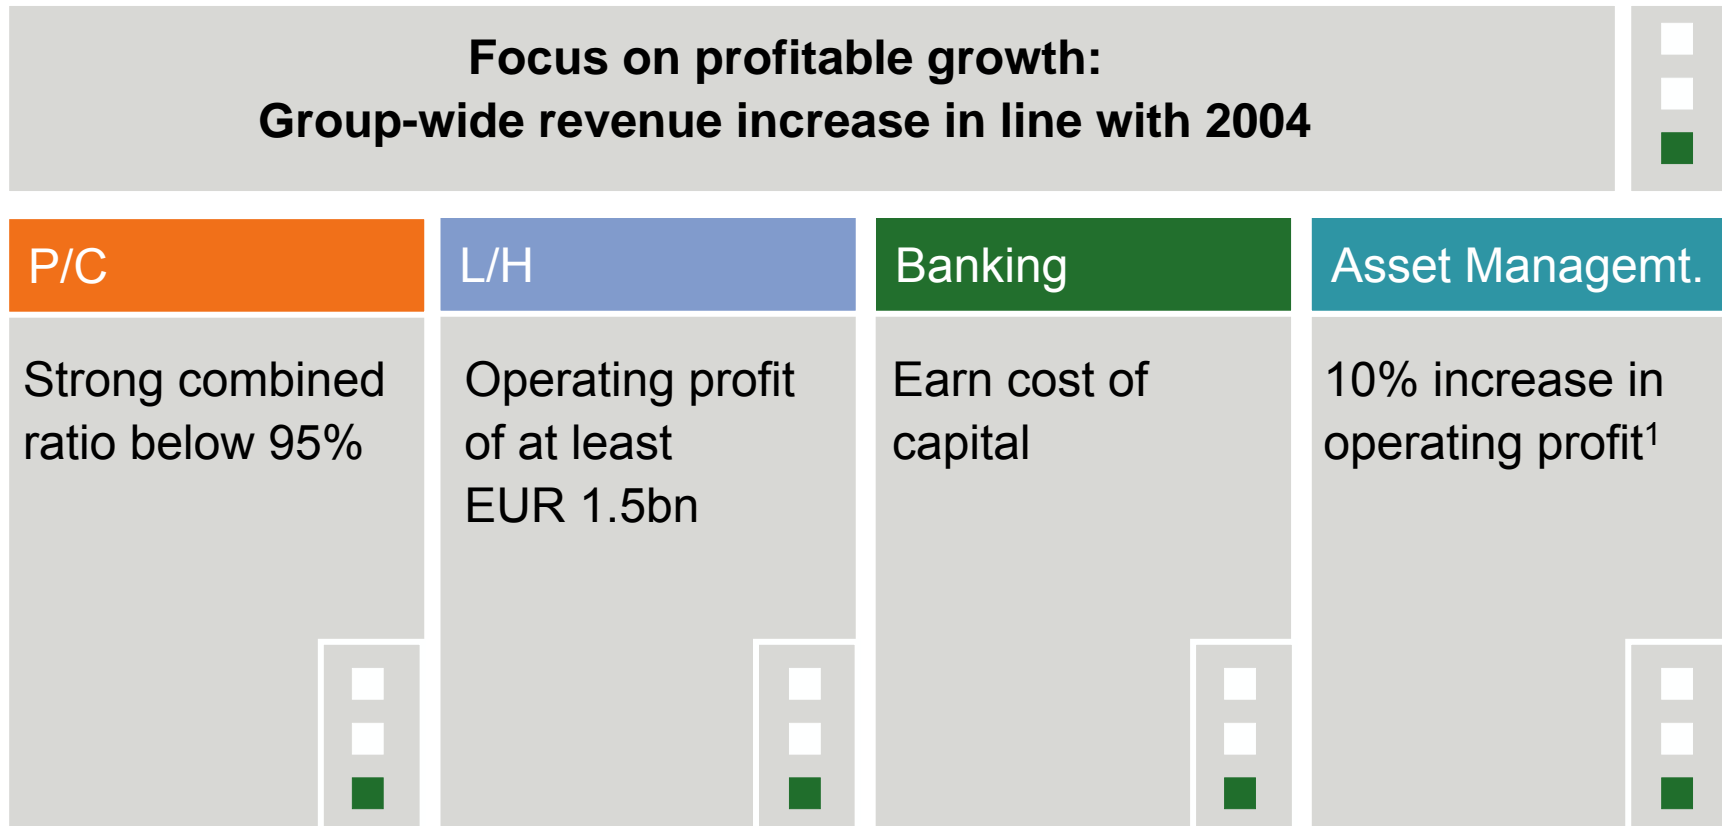 Focus on profitable growth:
Group-wide revenue increase in line with 2004
P/C
L/H
Banking
Asset Managemt.
Strong combined
ratio below 95%
Operating profit
of at least
EUR 1.5bn
Earn cost of
capital
10% increase in
operating profit¹